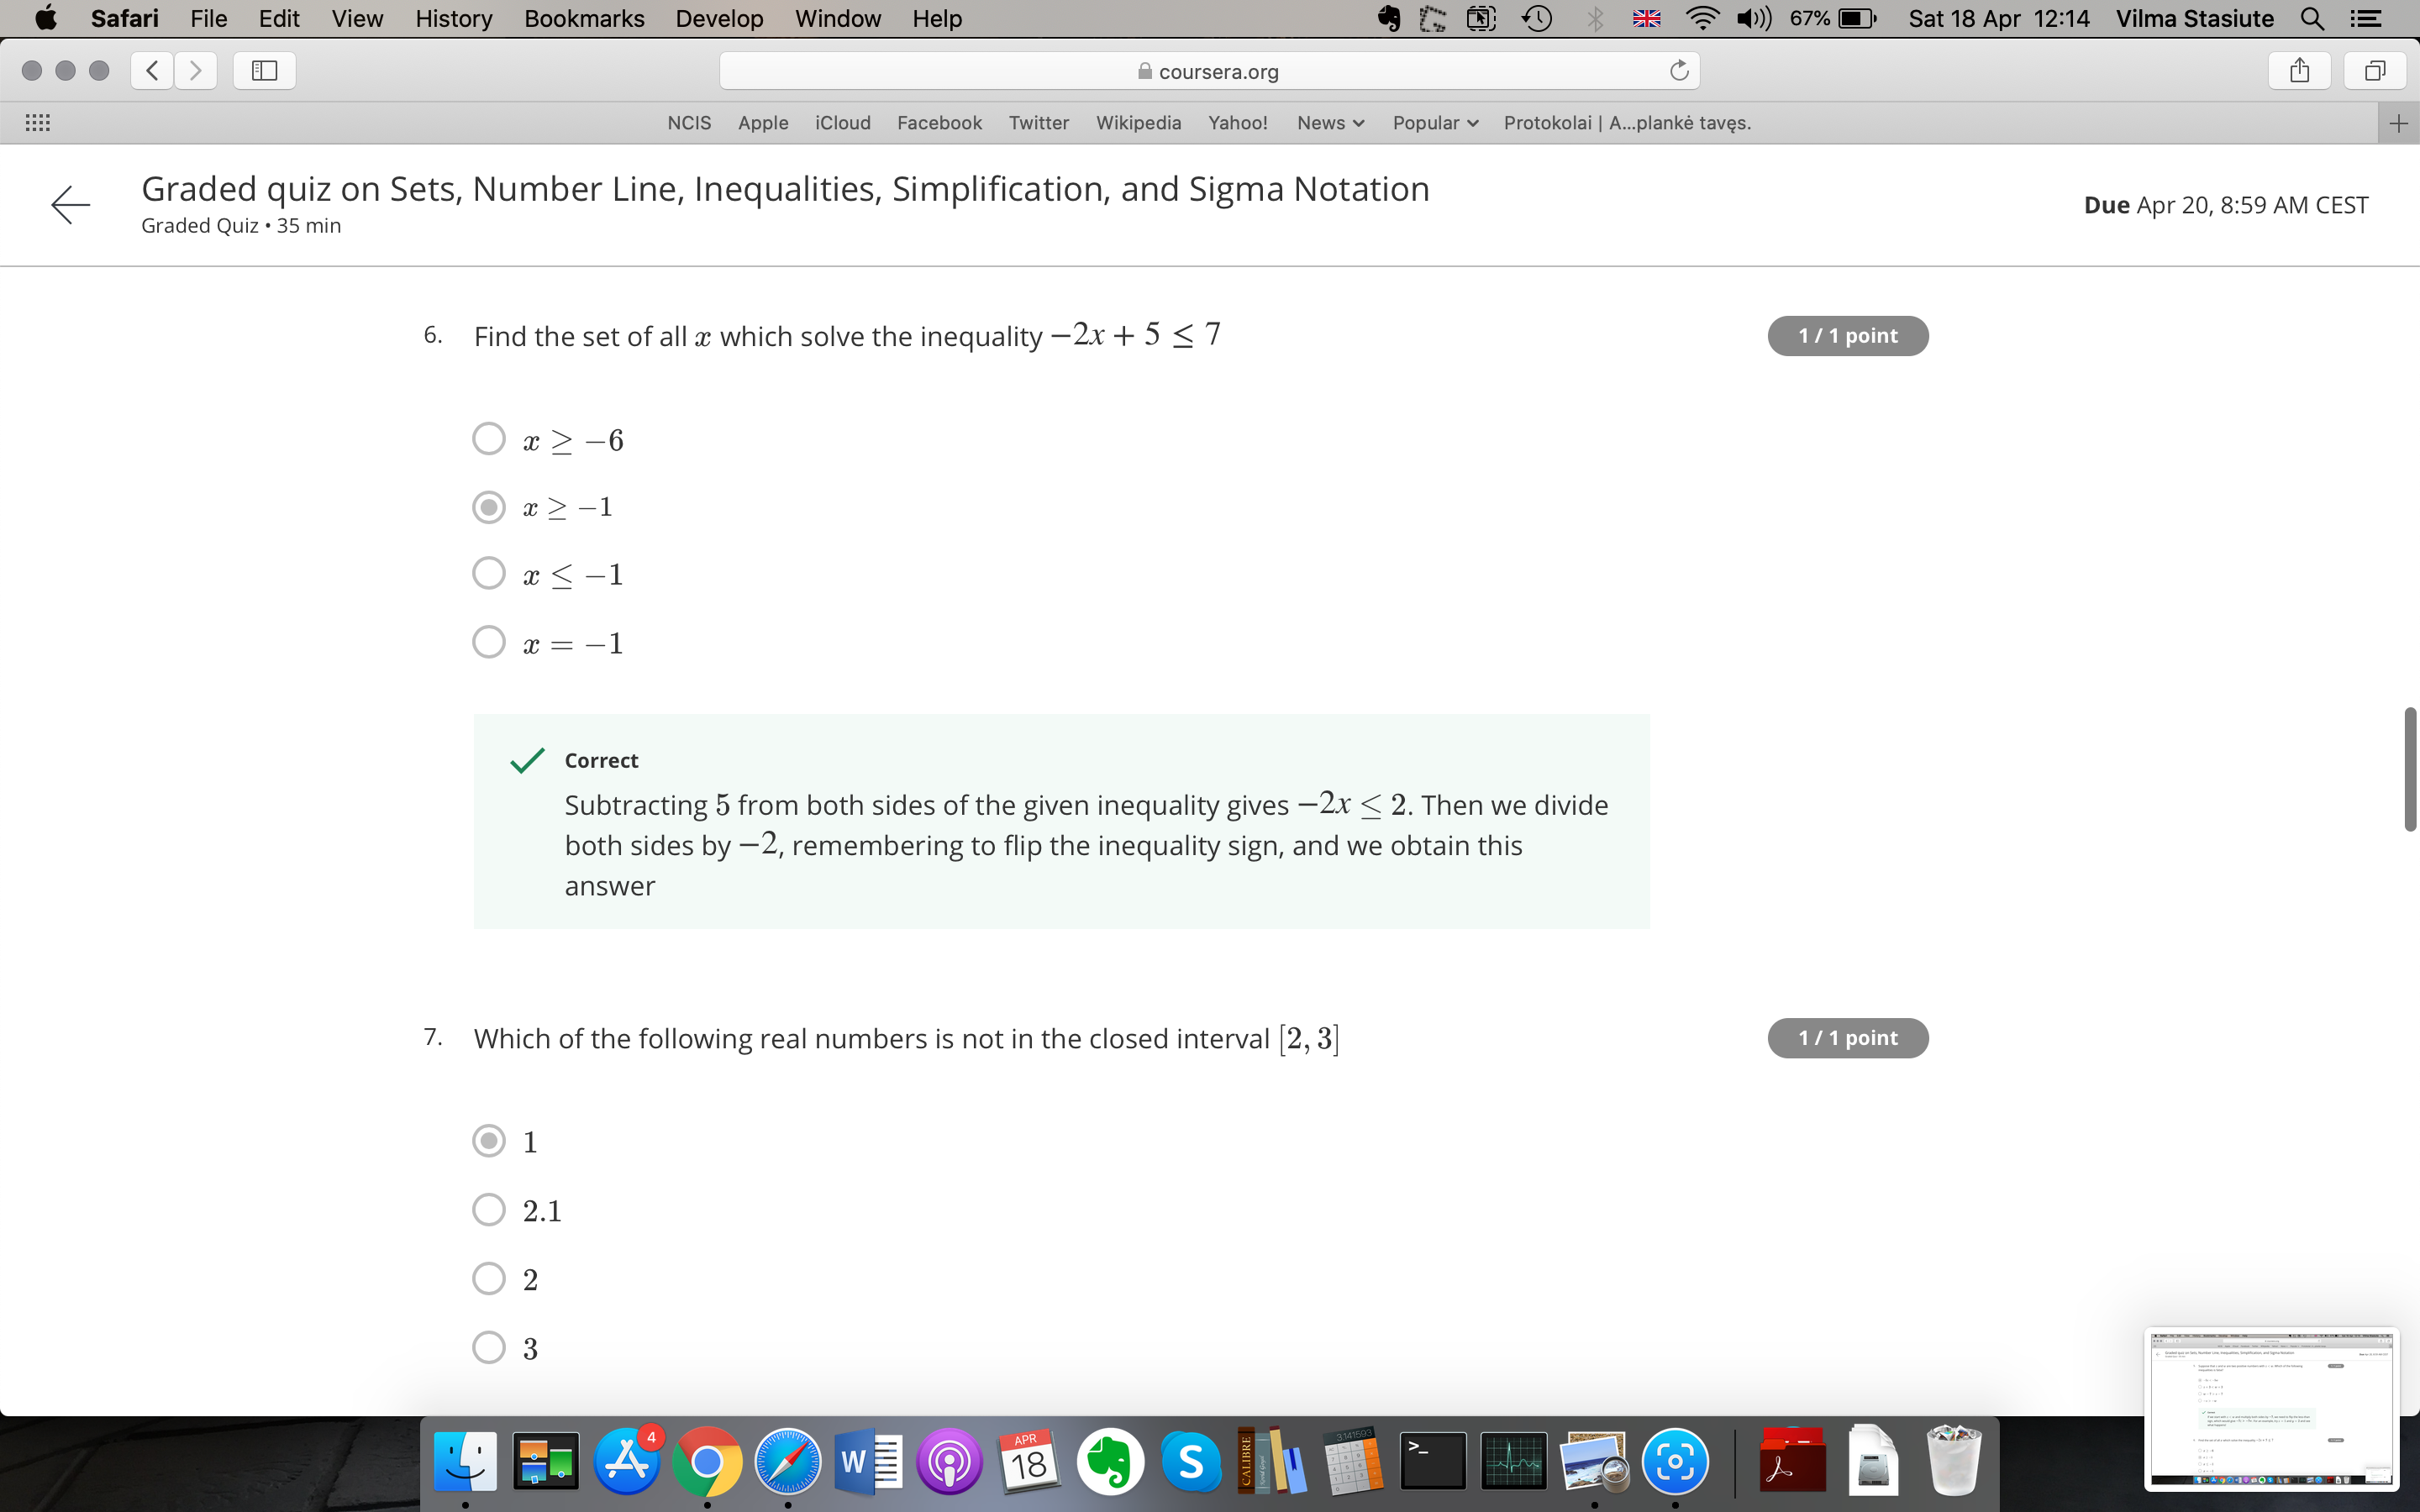 Safari File Edit View History Bookmarks Develop Window Help 67% Sat 18 Apr 12:14 Vilma Stasiute
coursera.org
NCIS Apple iCloud Facebook Twitter Wikipedia Yahoo! News Popular Protokolai | A...plankė tavęs.
Graded quiz on Sets, Number Line, Inequalities, Simplification, and Sigma Notation
Graded Quiz • 35 min
Due Apr 20, 8:59 AM CEST
6. Find the set of all x which solve the inequality −2x + 5 ≤ 7
1 / 1 point
x ≥ −6
x ≥ −1
x ≤ −1
x = −1
Correct
Subtracting 5 from both sides of the given inequality gives −2x ≤ 2. Then we divide
both sides by −2, remembering to flip the inequality sign, and we obtain this
answer
7. Which of the following real numbers is not in the closed interval [2, 3]
1 / 1 point
1
2.1
2
3
4
W
APR
18
S
CALIBRE
3.141593
>_